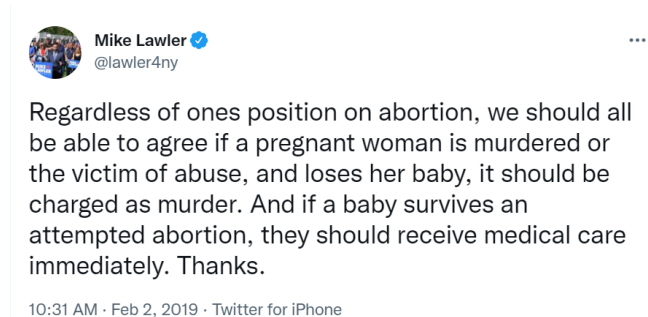 Mike Lawler
@lawler4ny
Regardless of ones position on abortion, we should all
be able to agree if a pregnant woman is murdered or
the victim of abuse, and loses her baby, it should be
charged as murder. And if a baby survives an
attempted abortion, they should receive medical care
immediately. Thanks.
10:31 AM · Feb 2, 2019 · Twitter for iPhone